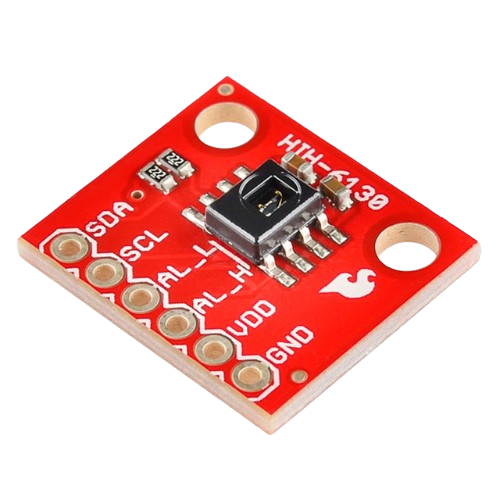 HIH-6130
222
222
SDA
SCL
AL_L
AL_H
VDD
GND